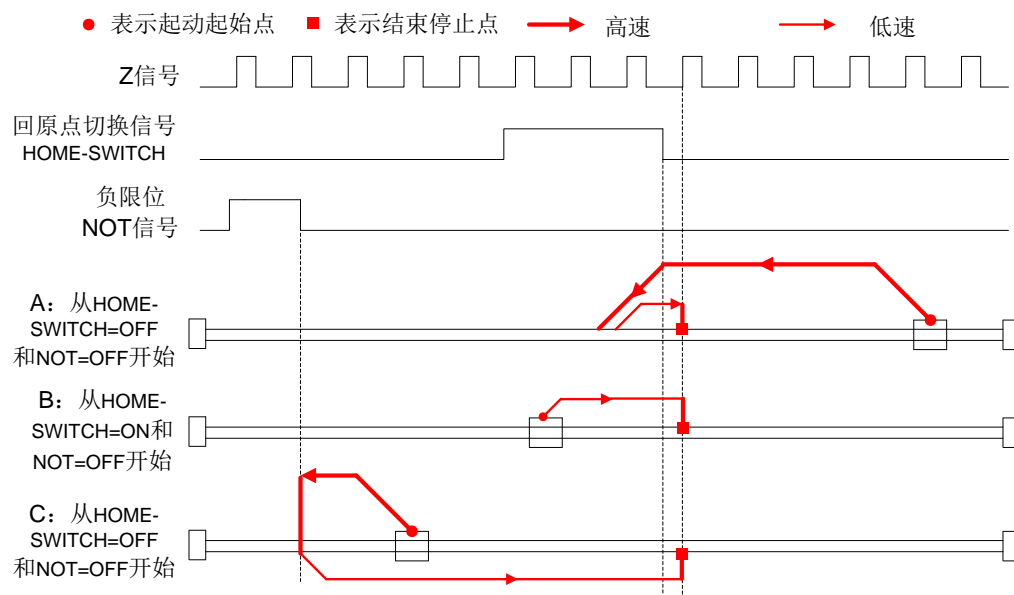 表示起动起始点 表示结束停止点 高速 低速
Z信号
回原点切换信号
HOME-SWITCH
负限位
NOT信号
A：从HOME-
SWITCH=OFF
和NOT=OFF开始
B：从HOME-
SWITCH=ON和
NOT=OFF开始
C：从HOME-
SWITCH=OFF
和NOT=OFF开始